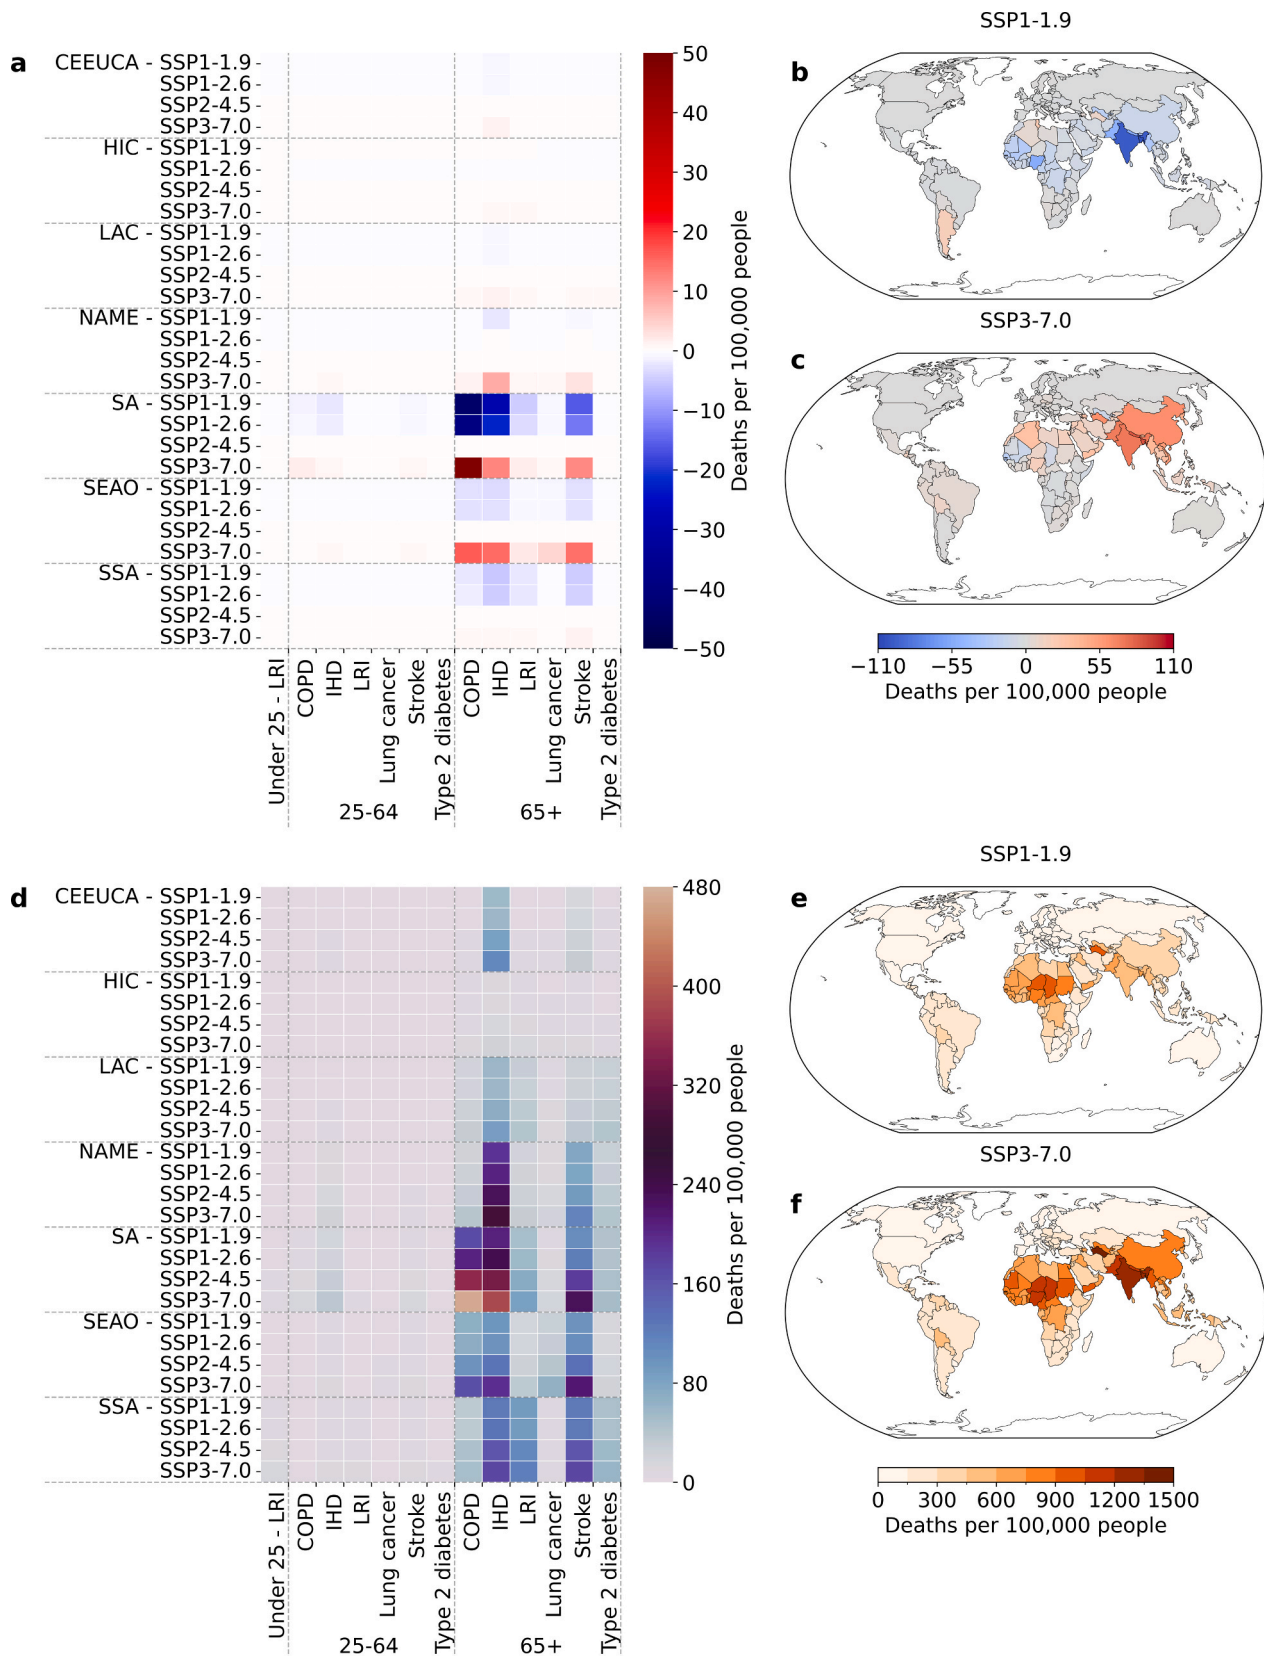 a
CEEUCA - SSP1-1.9
SSP1-2.6
SSP2-4.5
SSP3-7.0
HIC - SSP1-1.9
SSP1-2.6
SSP2-4.5
SSP3-7.0
LAC - SSP1-1.9
SSP1-2.6
SSP2-4.5
SSP3-7.0
NAME - SSP1-1.9
SSP1-2.6
SSP2-4.5
SSP3-7.0
SA - SSP1-1.9
SSP1-2.6
SSP2-4.5
SSP3-7.0
SEAO - SSP1-1.9
SSP1-2.6
SSP2-4.5
SSP3-7.0
SSA - SSP1-1.9
SSP1-2.6
SSP2-4.5
SSP3-7.0
Under 25 - LRI
COPD
IHD
LRI
Lung cancer
Stroke
Type 2 diabetes
COPD
IHD
LRI
Lung cancer
Stroke
Type 2 diabetes
25-64
65+
50
40
30
20
10
0
−10
−20
−30
−40
−50
Deaths per 100,000 people
SSP1-1.9
b
SSP3-7.0
c
−110 −55 0 55 110
Deaths per 100,000 people
d
CEEUCA - SSP1-1.9
SSP1-2.6
SSP2-4.5
SSP3-7.0
HIC - SSP1-1.9
SSP1-2.6
SSP2-4.5
SSP3-7.0
LAC - SSP1-1.9
SSP1-2.6
SSP2-4.5
SSP3-7.0
NAME - SSP1-1.9
SSP1-2.6
SSP2-4.5
SSP3-7.0
SA - SSP1-1.9
SSP1-2.6
SSP2-4.5
SSP3-7.0
SEAO - SSP1-1.9
SSP1-2.6
SSP2-4.5
SSP3-7.0
SSA - SSP1-1.9
SSP1-2.6
SSP2-4.5
SSP3-7.0
Under 25 - LRI
COPD
IHD
LRI
Lung cancer
Stroke
Type 2 diabetes
COPD
IHD
LRI
Lung cancer
Stroke
Type 2 diabetes
25-64
65+
480
400
320
240
160
80
0
Deaths per 100,000 people
SSP1-1.9
e
SSP3-7.0
f
0 300 600 900 1200 1500
Deaths per 100,000 people